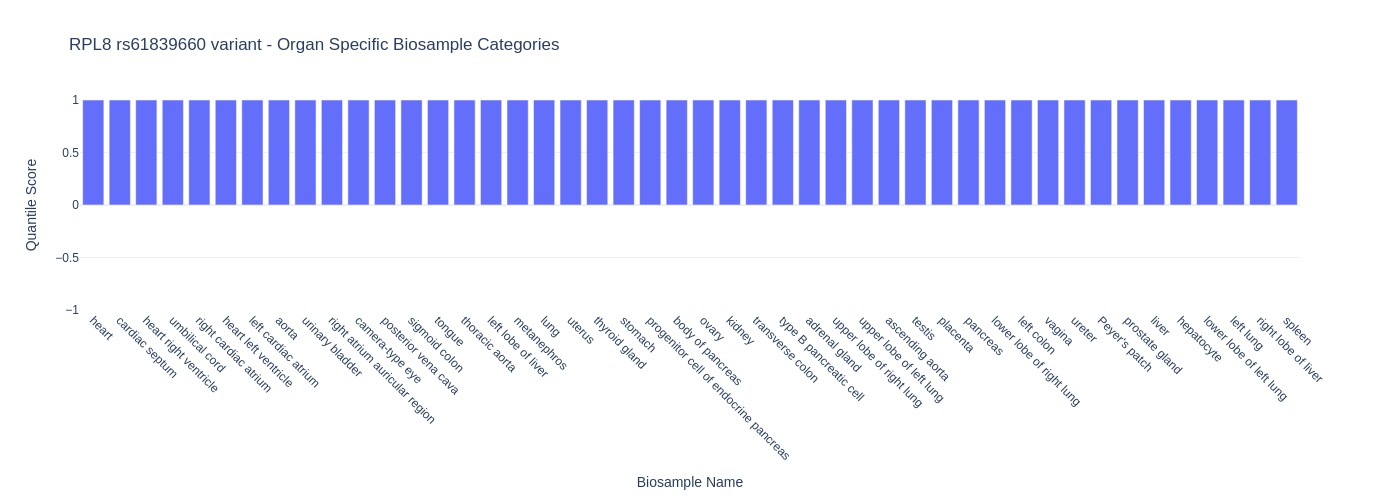 RPL8 rs61839660 variant - Organ Specific Biosample Categories
Quantile Score
1
0.5
0
−0.5
−1
heart
cardiac septum
heart right ventricle
umbilical cord
right cardiac atrium
heart left ventricle
left cardiac atrium
aorta
urinary bladder
right atrium auricular region
camera-type eye
posterior vena cava
sigmoid colon
tongue
thoracic aorta
left lobe of liver
metanephros
lung
uterus
thyroid gland
stomach
progenitor cell of endocrine pancreas
body of pancreas
ovary
kidney
transverse colon
type B pancreatic cell
adrenal gland
upper lobe of right lung
upper lobe of left lung
ascending aorta
testis
placenta
pancreas
lower lobe of right lung
left colon
vagina
ureter
Peyer's patch
prostate gland
liver
hepatocyte
lower lobe of left lung
left lung
right lobe of liver
spleen
Biosample Name